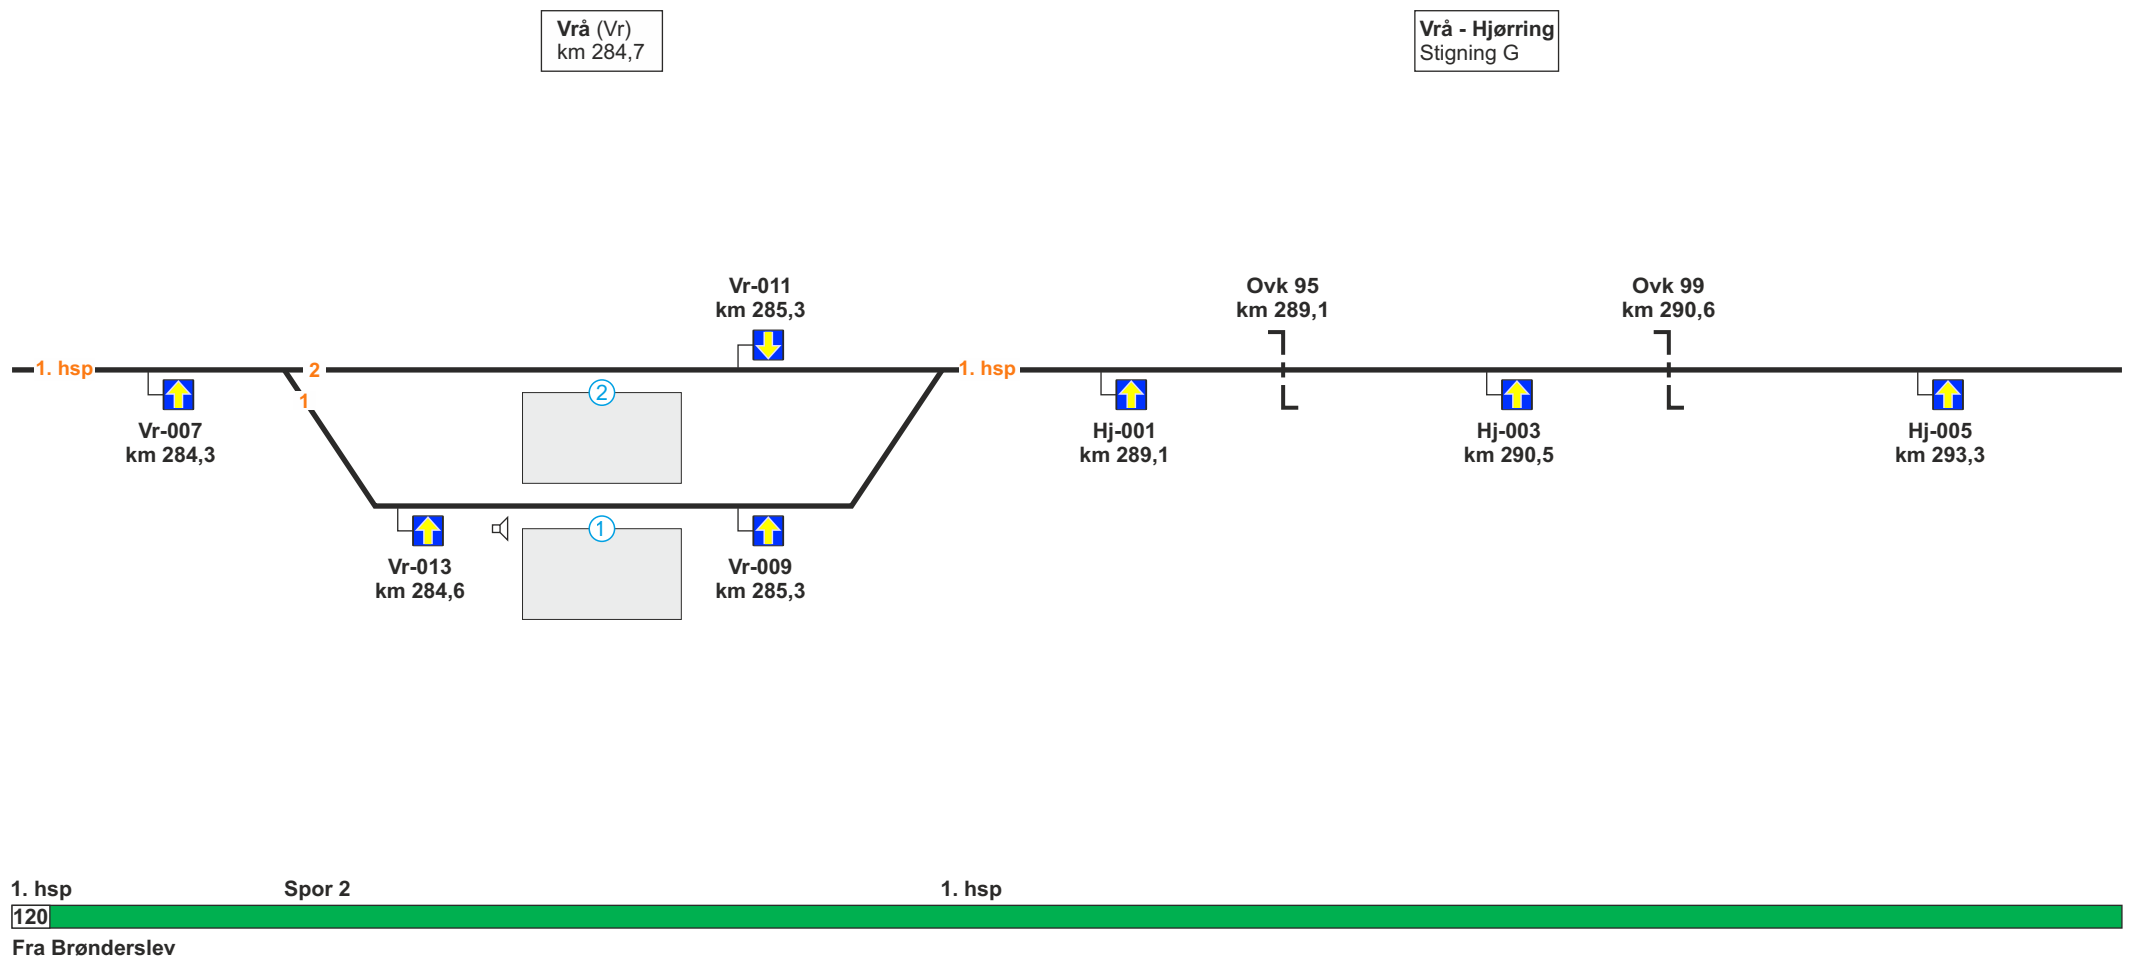 Vrå (Vr)
km 284,7
Vrå - Hjørring
Stigning G
Vr-011
km 285,3
Ovk 95
km 289,1
Ovk 99
km 290,6
1. hsp
2
1. hsp
1
2
Vr-007
km 284,3
Hj-001
km 289,1
Hj-003
km 290,5
Hj-005
km 293,3
1
Vr-013
km 284,6
Vr-009
km 285,3
1. hsp
Spor 2
1. hsp
120
Fra Brønderslev